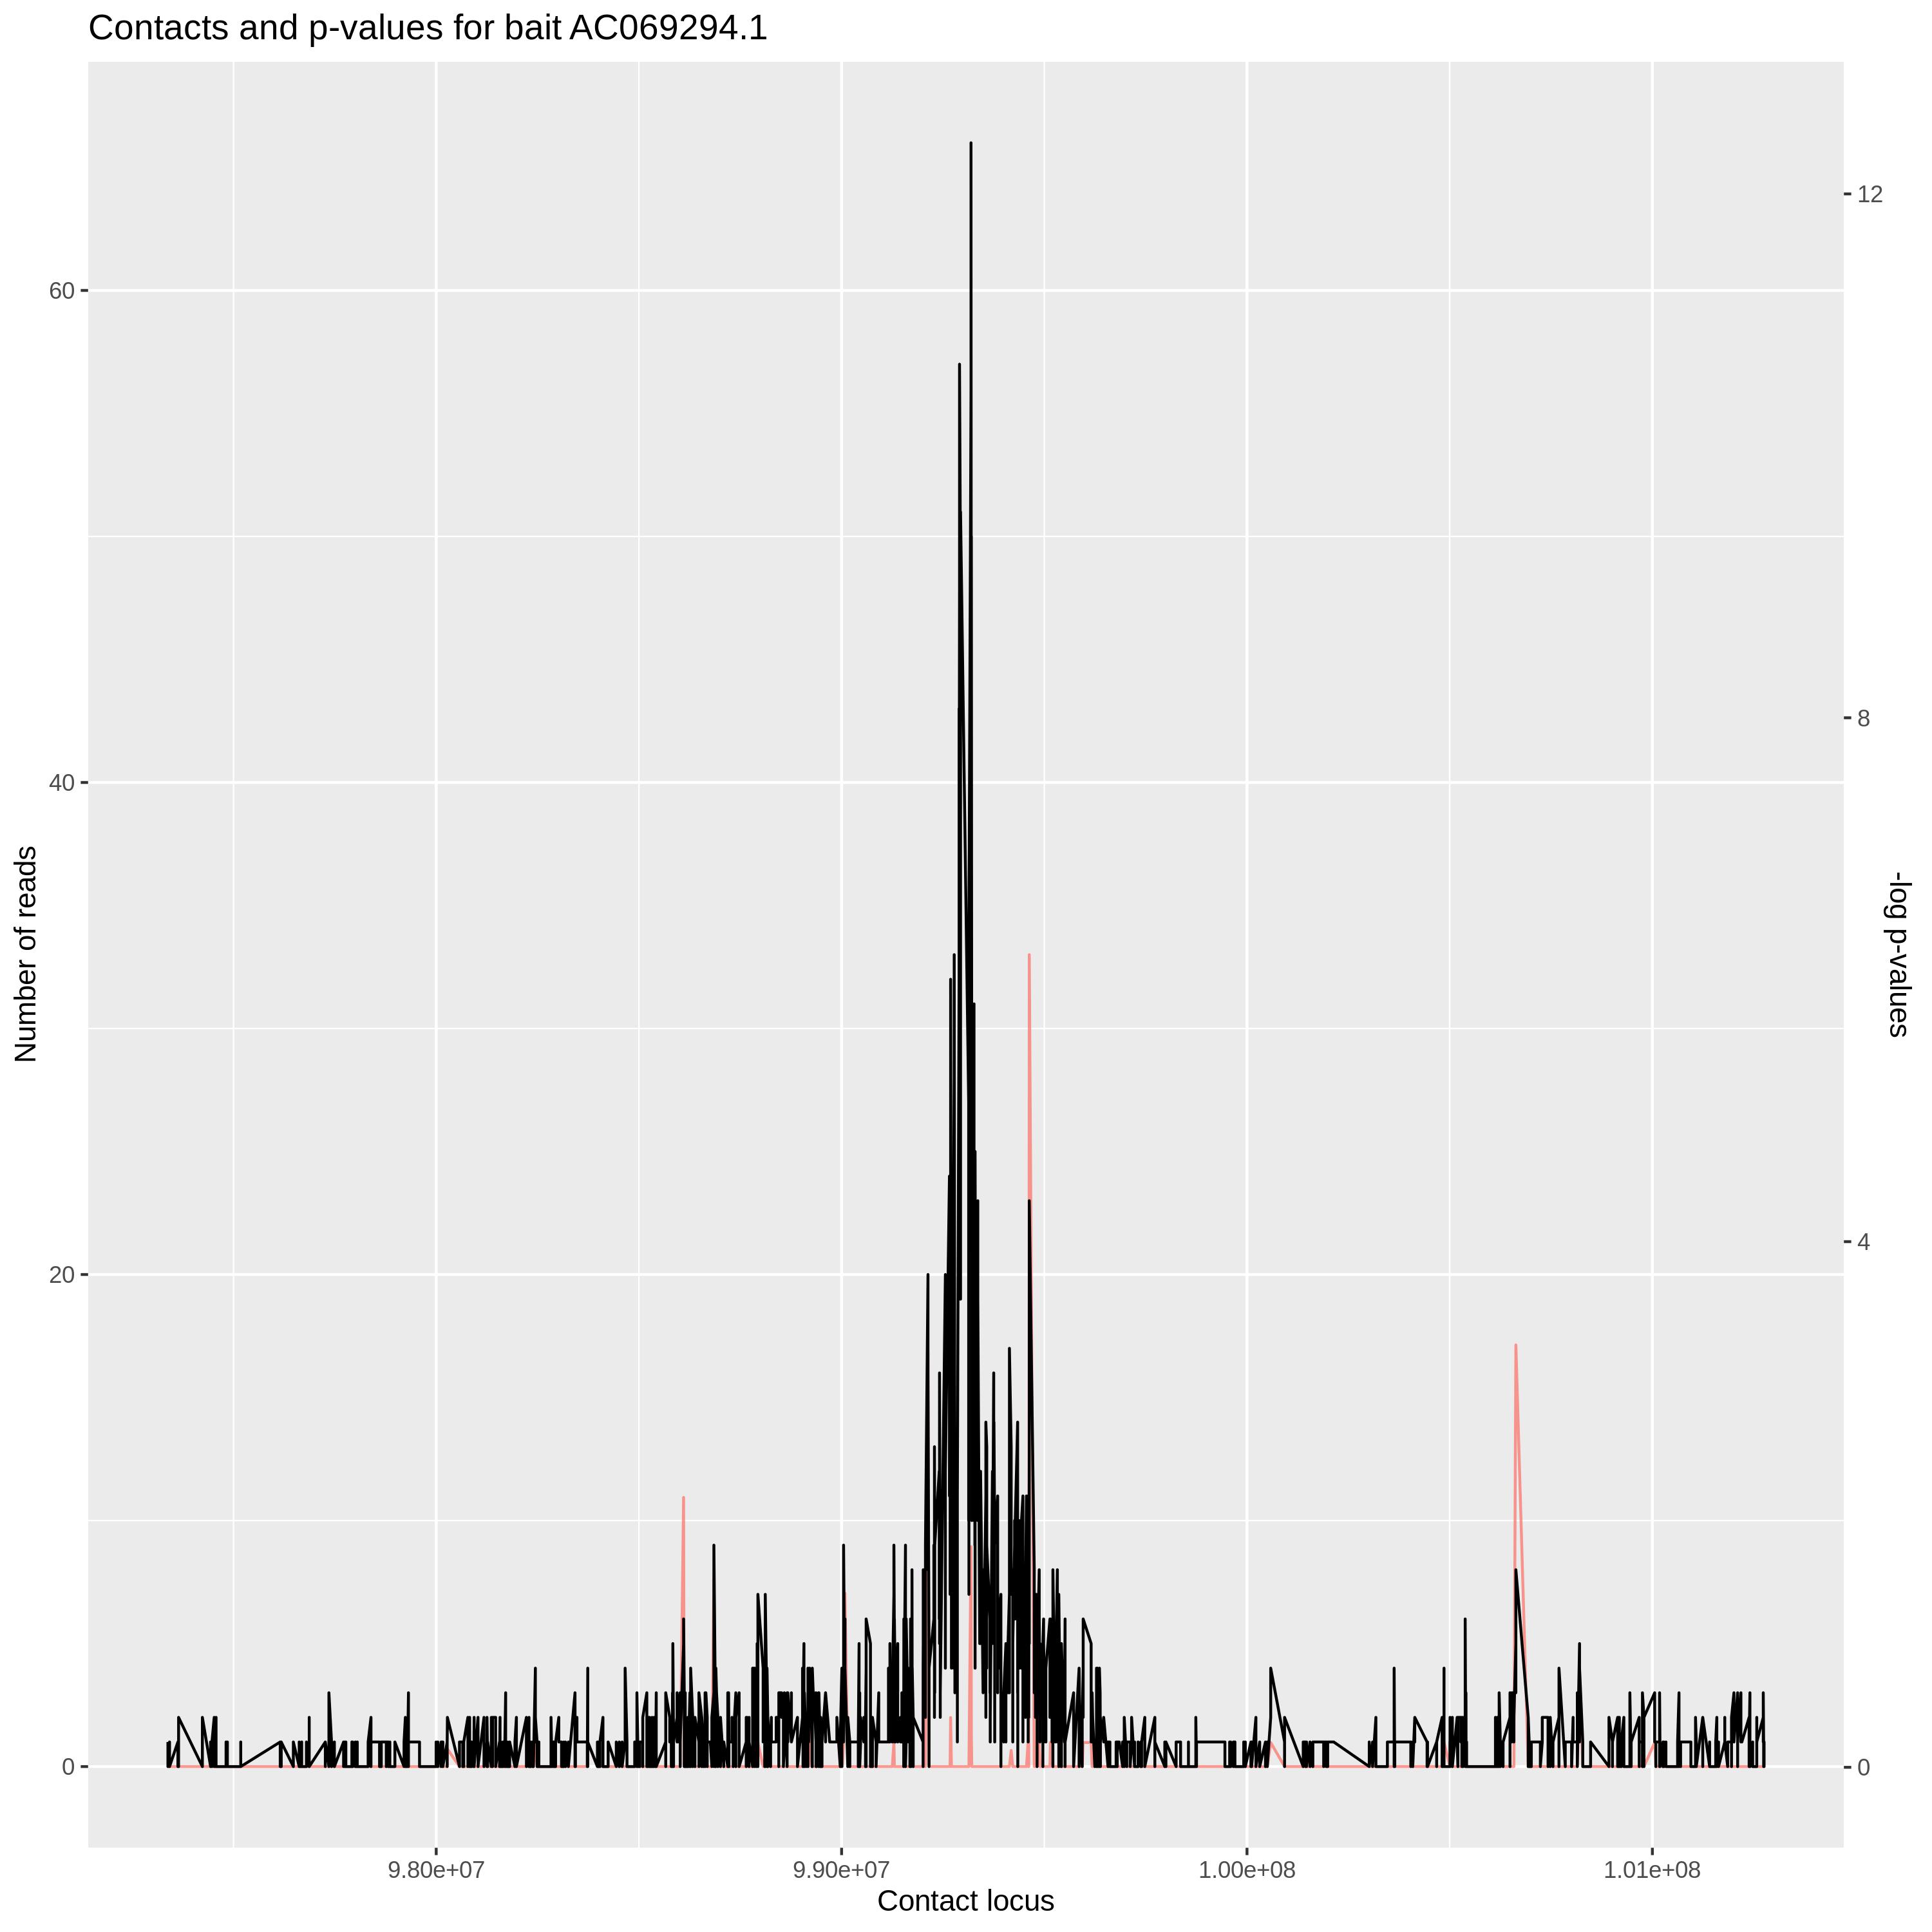 Contacts and p-values for bait AC069294.1
60
40
20
0
12
8
4
0
Number of reads
-log p-values
9.80e+07
9.90e+07
1.00e+08
1.01e+08
Contact locus